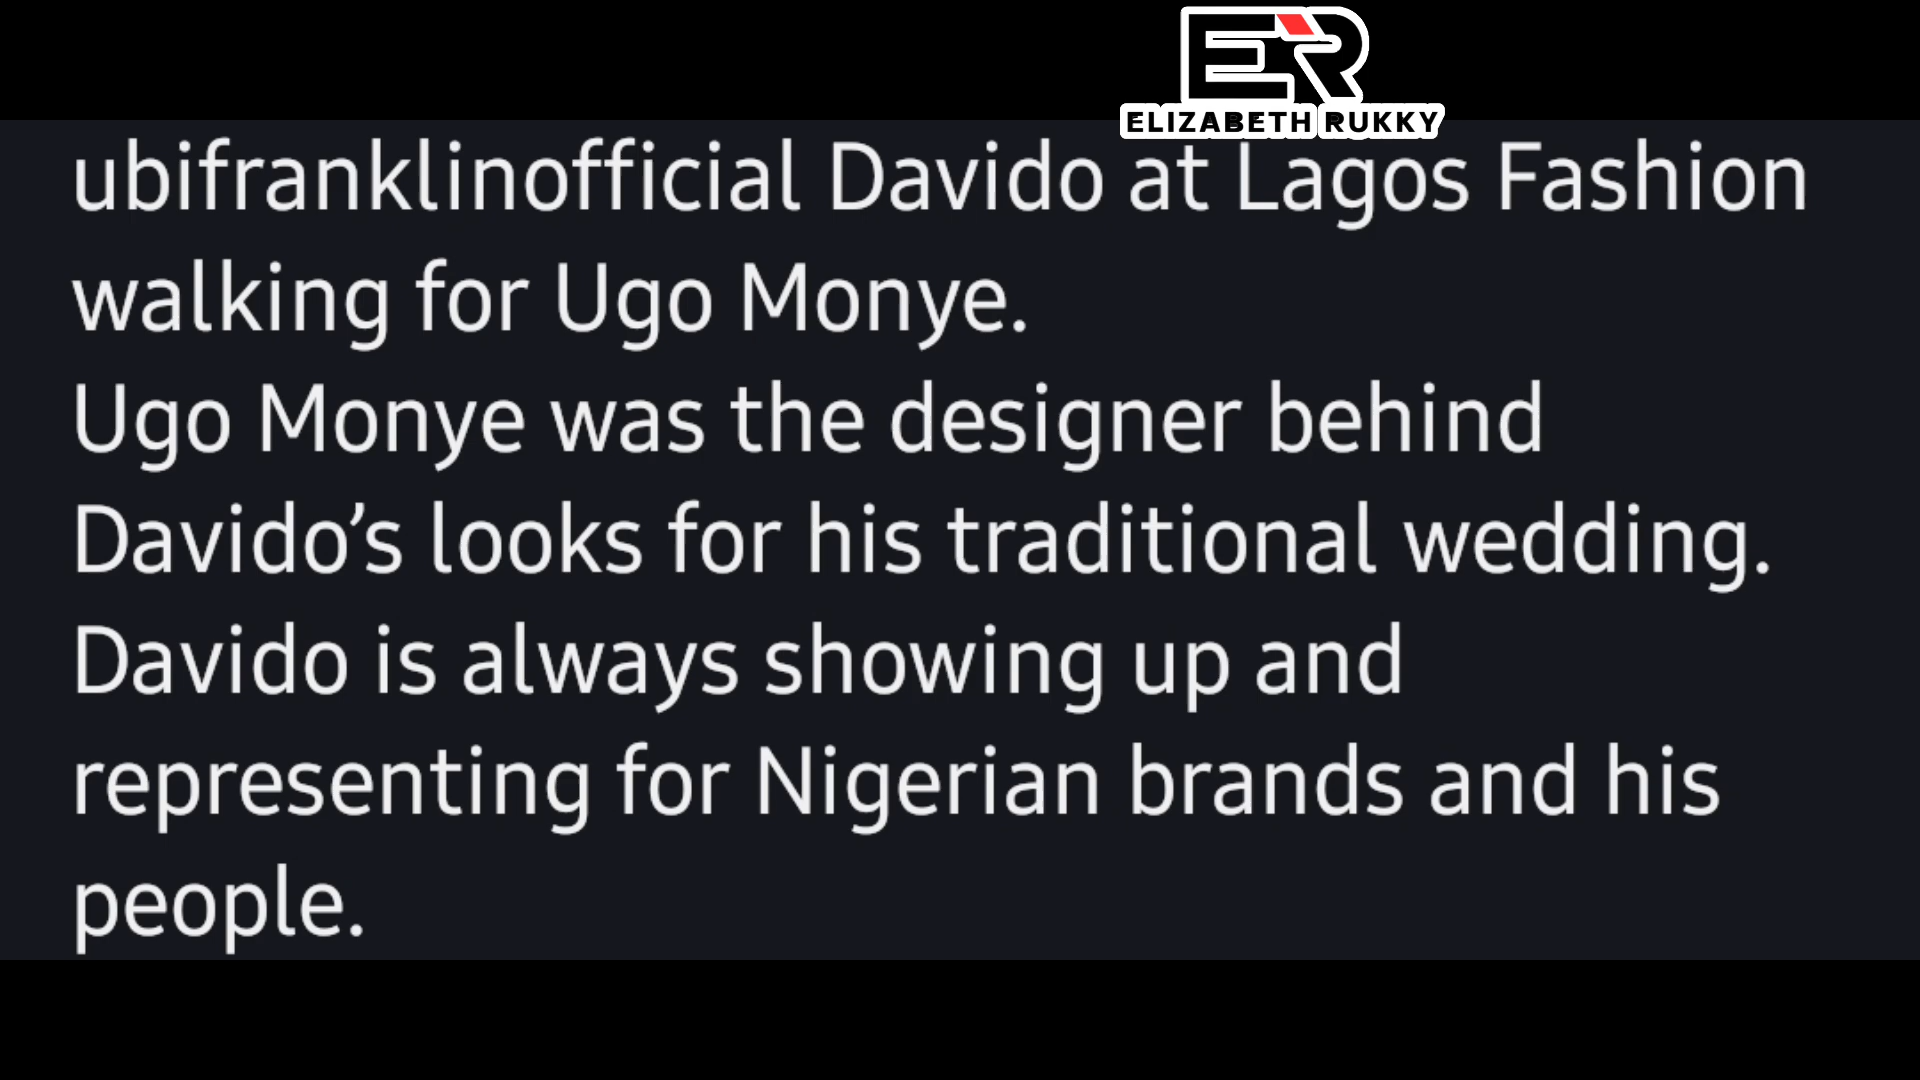 ER
ELIZABETH RUKKY
ubifranklinofficial Davido at Lagos Fashion
walking for Ugo Monye.
Ugo Monye was the designer behind
Davido’s looks for his traditional wedding.
Davido is always showing up and
representing for Nigerian brands and his
people.